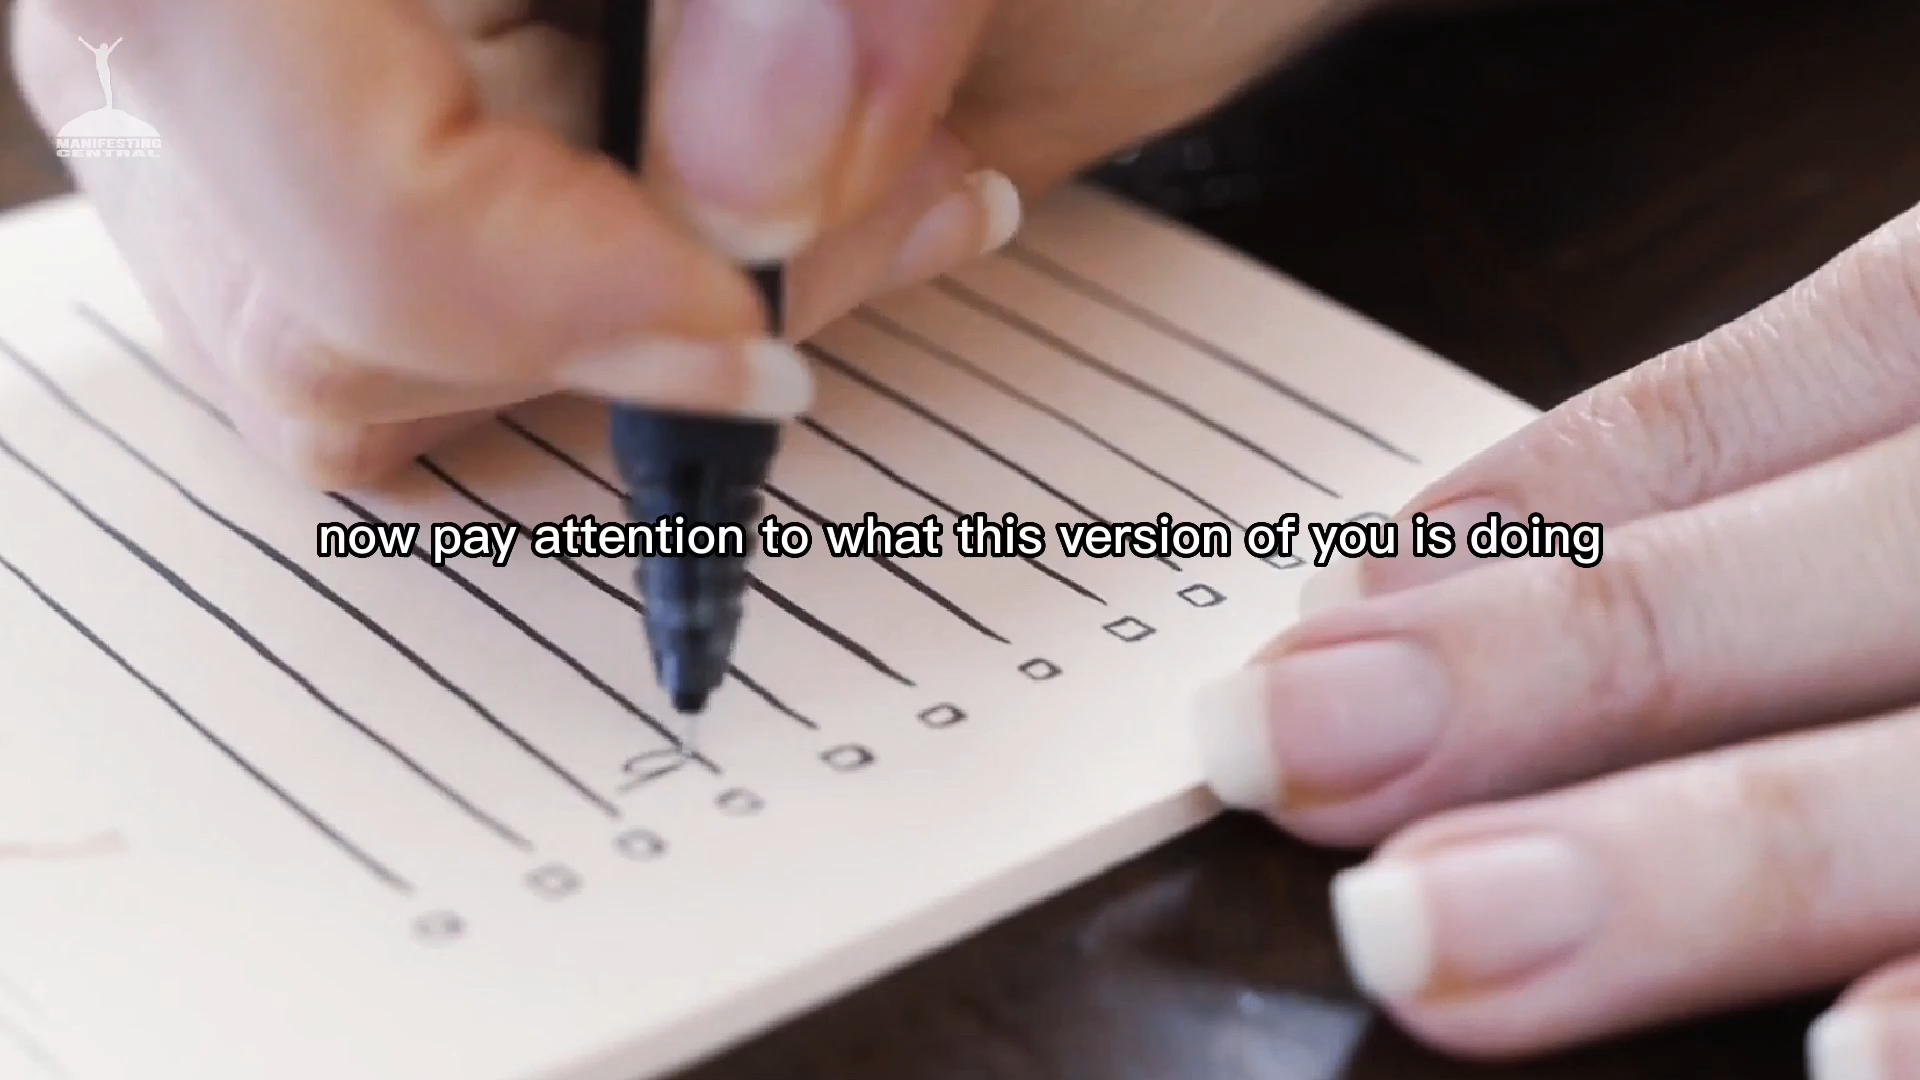 MANIFESTING
CENTRAL
now pay attention to what this version of you is doing